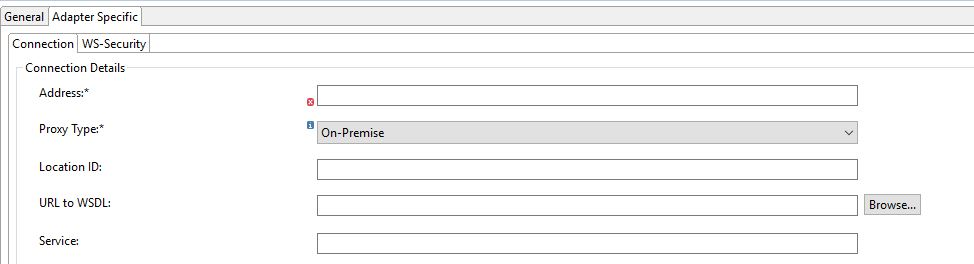 General Adapter Specific
Connection WS-Security
Connection Details
Address:*
Proxy Type:* On-Premise
Location ID:
URL to WSDL: Browse...
Service: